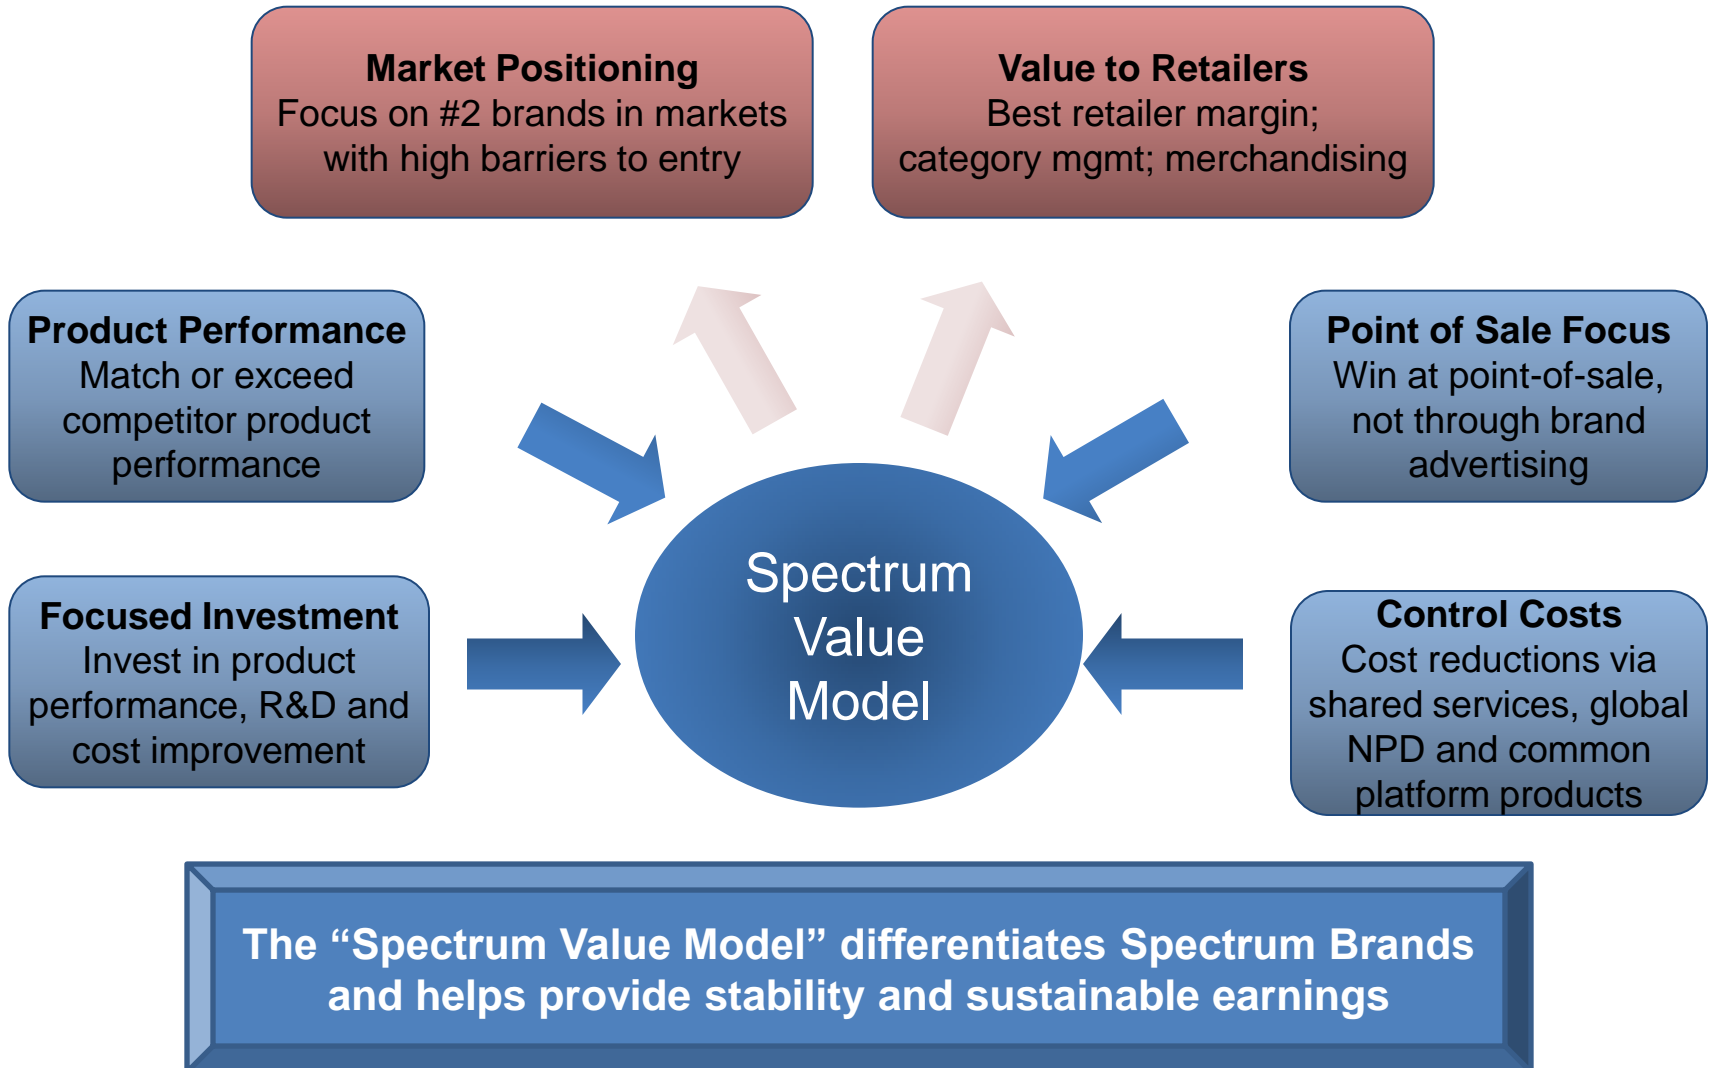 Market Positioning
Focus on #2 brands in markets
with high barriers to entry
Value to Retailers
Best retailer margin;
category mgmt; merchandising
Product Performance
Match or exceed
competitor product
performance
Point of Sale Focus
Win at point-of-sale,
not through brand
advertising
Focused Investment
Invest in product
performance, R&D and
cost improvement
Spectrum
Value
Model
Control Costs
Cost reductions via
shared services, global
NPD and common
platform products
The “Spectrum Value Model” differentiates Spectrum Brands
and helps provide stability and sustainable earnings